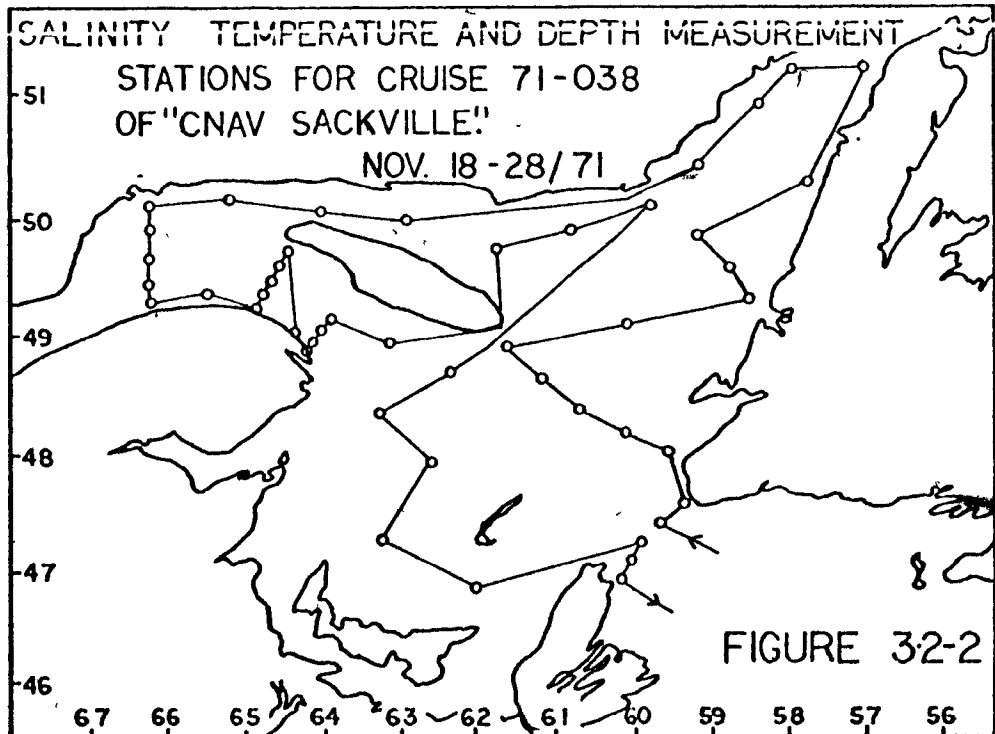 SALINITY TEMPERATURE AND DEPTH MEASUREMENT
STATIONS FOR CRUISE 71-038
OF "CNAV SACKVILLE."
NOV. 18-28/71
51
50
49
48
47
46
FIGURE 3·2-2
67 66 65 64 63 62 61 60 59 58 57 56